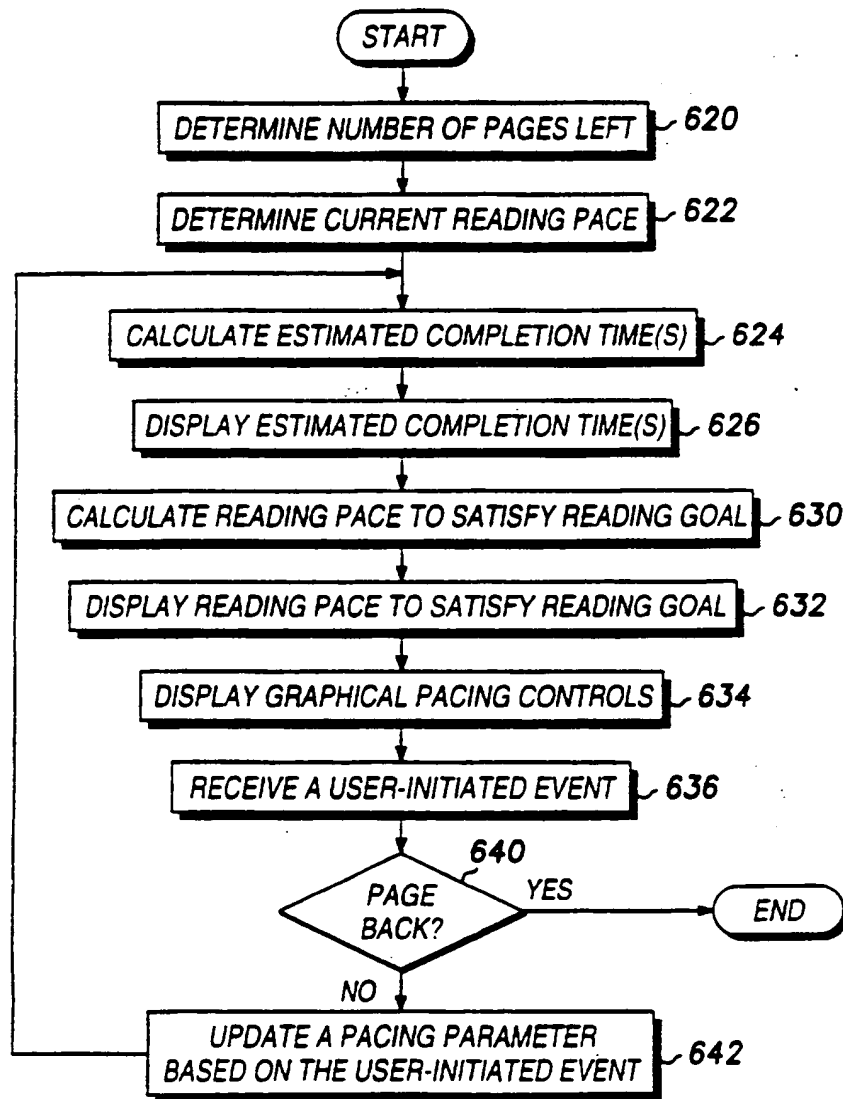 START
DETERMINE NUMBER OF PAGES LEFT 620
DETERMINE CURRENT READING PACE 622
CALCULATE ESTIMATED COMPLETION TIME(S) 624
DISPLAY ESTIMATED COMPLETION TIME(S) 626
CALCULATE READING PACE TO SATISFY READING GOAL 630
DISPLAY READING PACE TO SATISFY READING GOAL 632
DISPLAY GRAPHICAL PACING CONTROLS 634
RECEIVE A USER-INITIATED EVENT 636
640
PAGE
BACK?
YES
END
NO
UPDATE A PACING PARAMETER
BASED ON THE USER-INITIATED EVENT 642